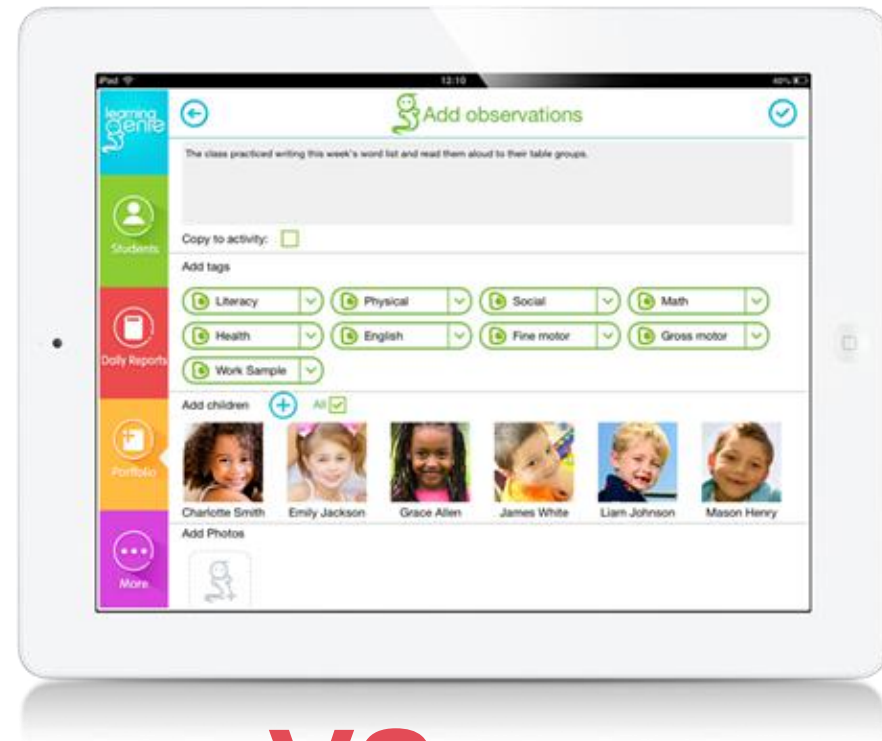 iPad 12:10 40%
learning
genie
Add observations
The class practiced writing this week's word list and read them aloud to their table groups.
Students
Copy to activity:
Add tags
Literacy Physical Social Math
Health English Fine motor Gross motor
Daily Reports
Work Sample
Add children All
Portfolio
Charlotte Smith Emily Jackson Grace Allen James White Liam Johnson Mason Henry
Add Photos
More